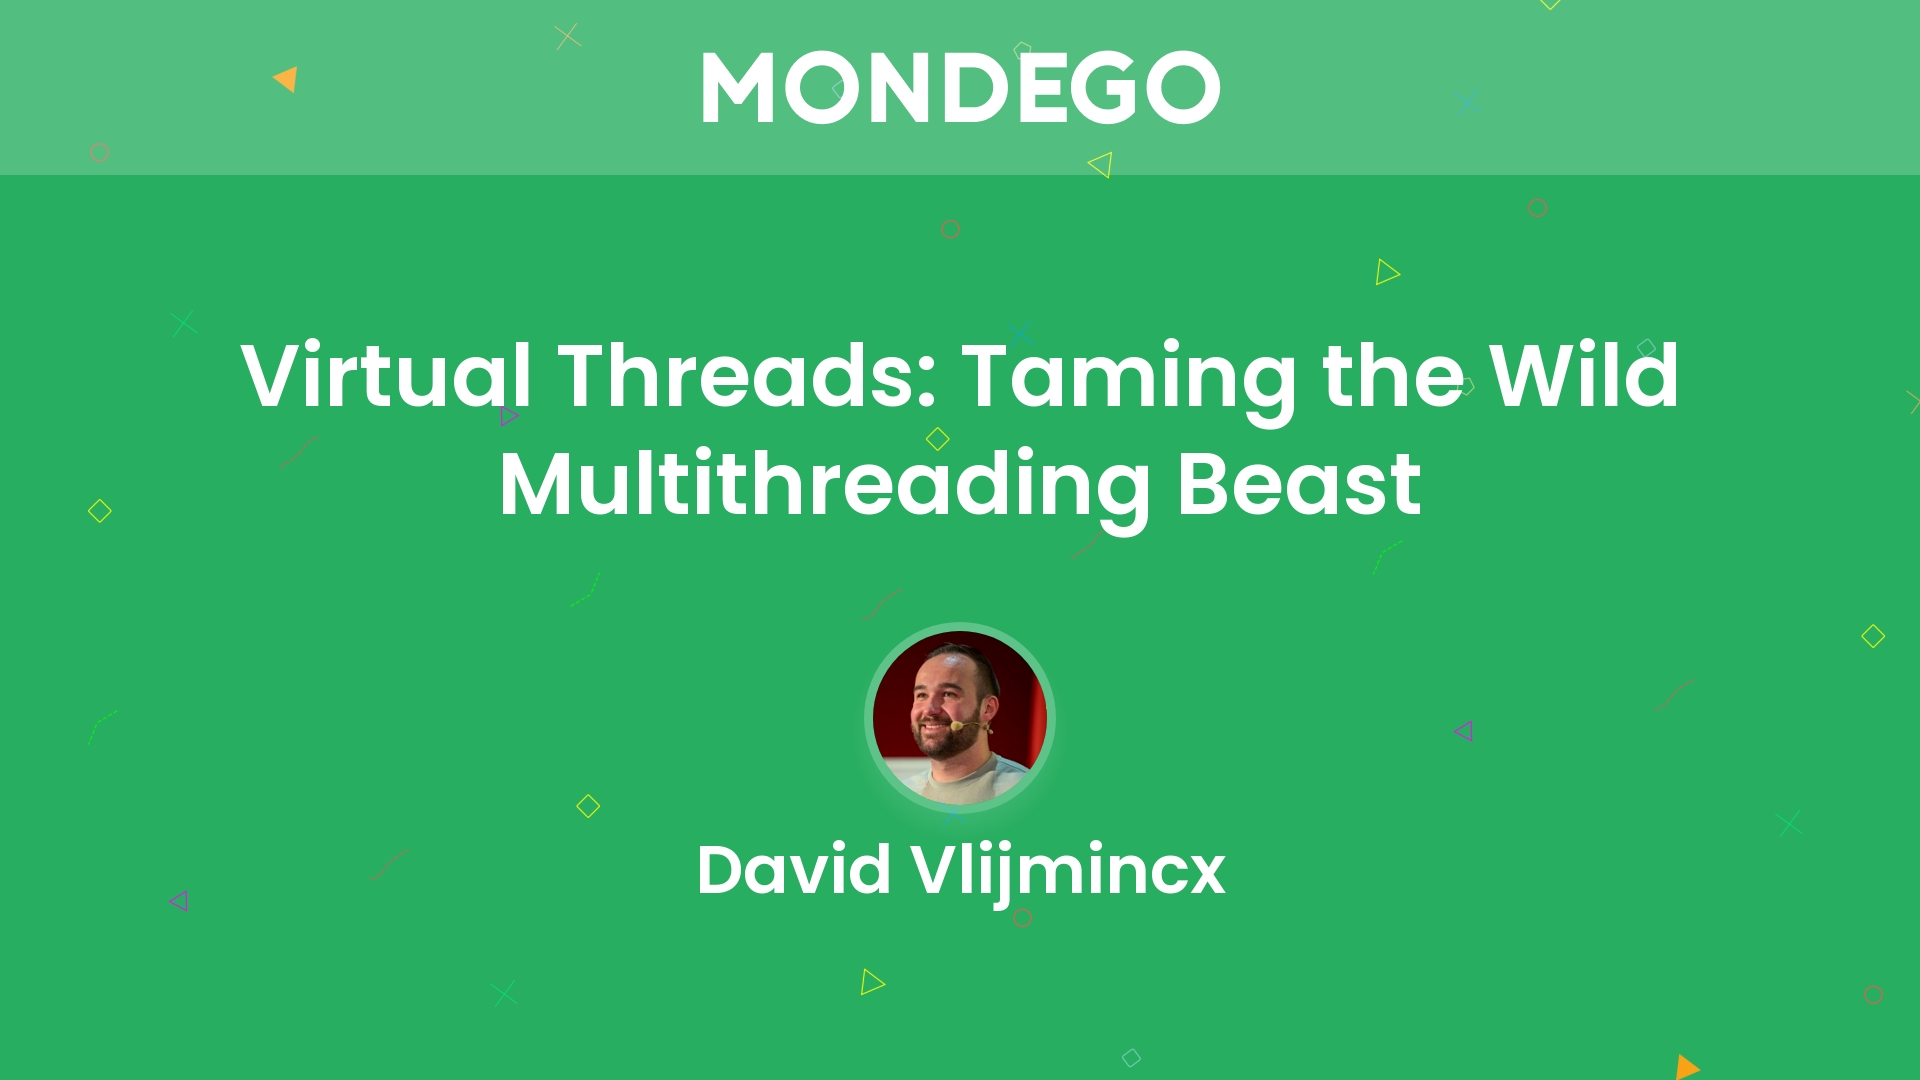 MONDEGO
Virtual Threads: Taming the Wild
Multithreading Beast
David Vlijmincx